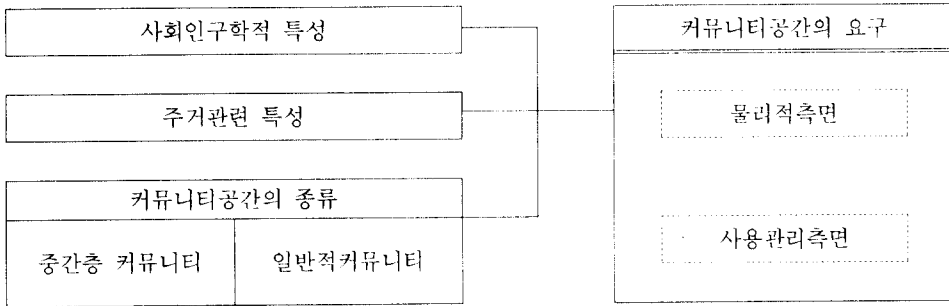 사회인구학적 특성
주거관련 특성
커뮤니티공간의 종류
중간층 커뮤니티
일반적커뮤니티
커뮤니티공간의 요구
물리적측면
사용관리측면